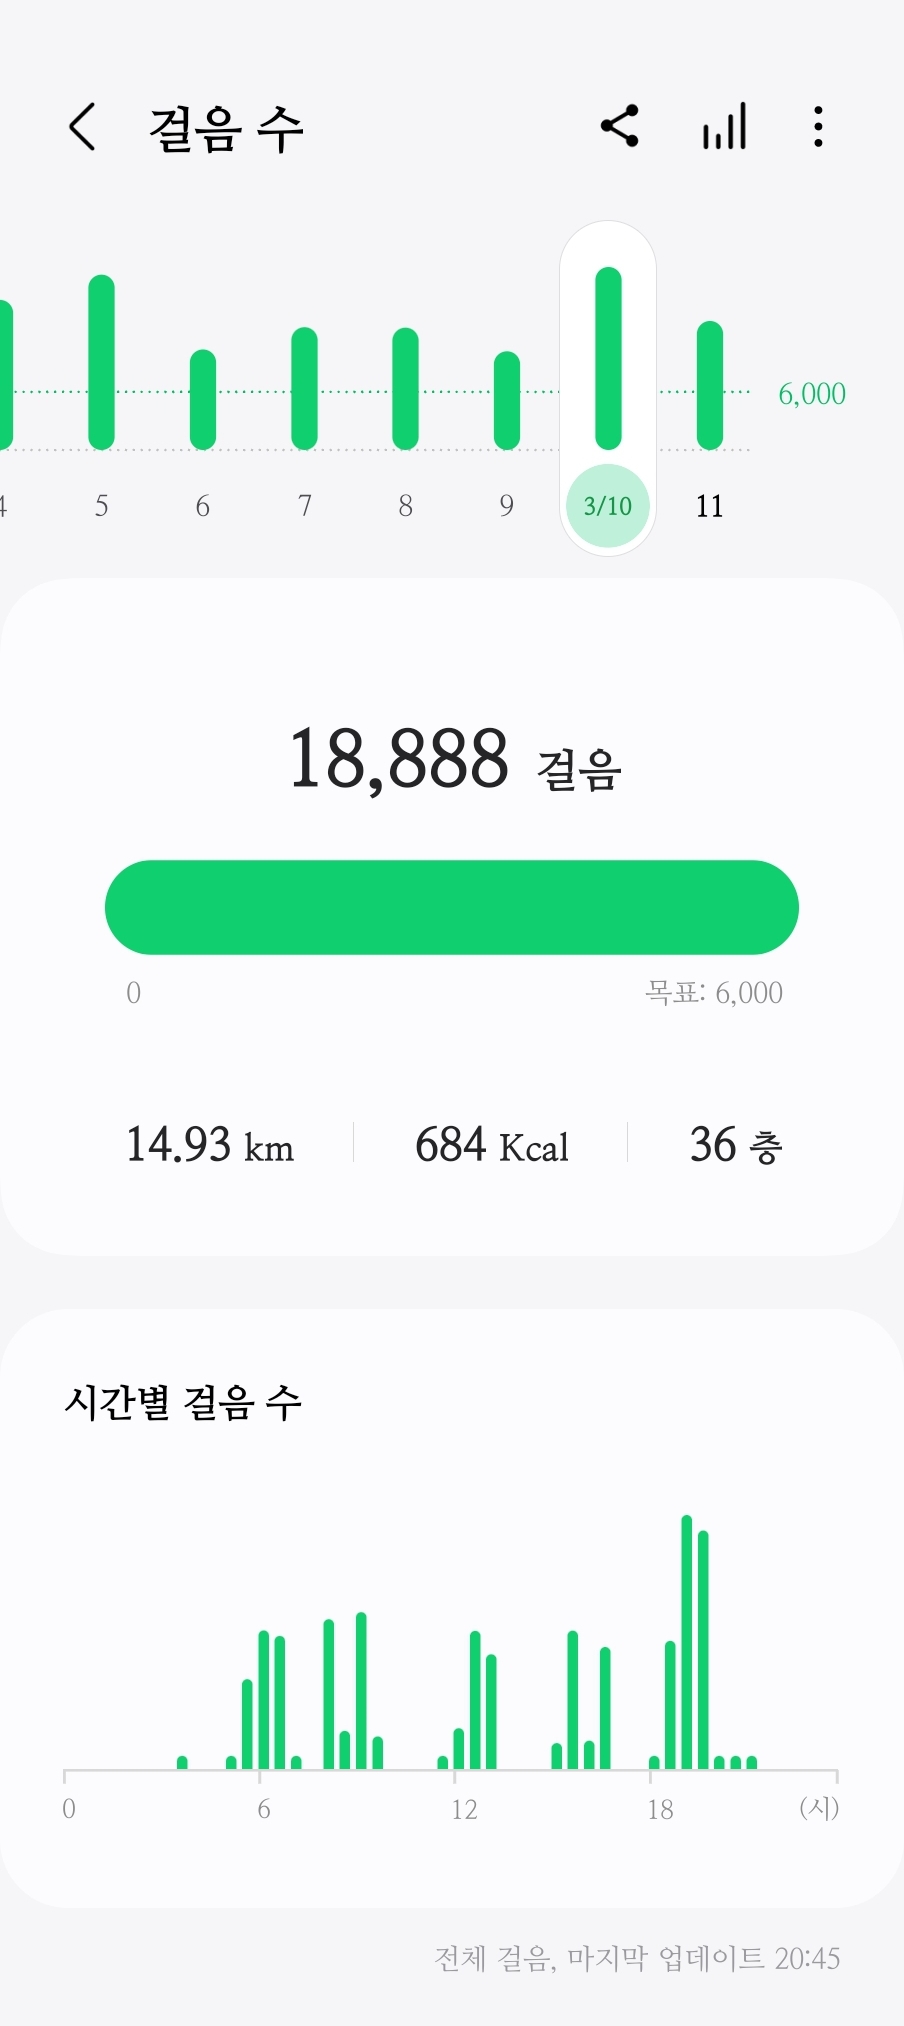 걸음 수
6,000
5 6 7 8 9 3/10 11
18,888 걸음
0 목표: 6,000
14.93 km 684 Kcal 36 층
시간별 걸음 수
0 6 12 18 (시)
전체 걸음, 마지막 업데이트 20:45